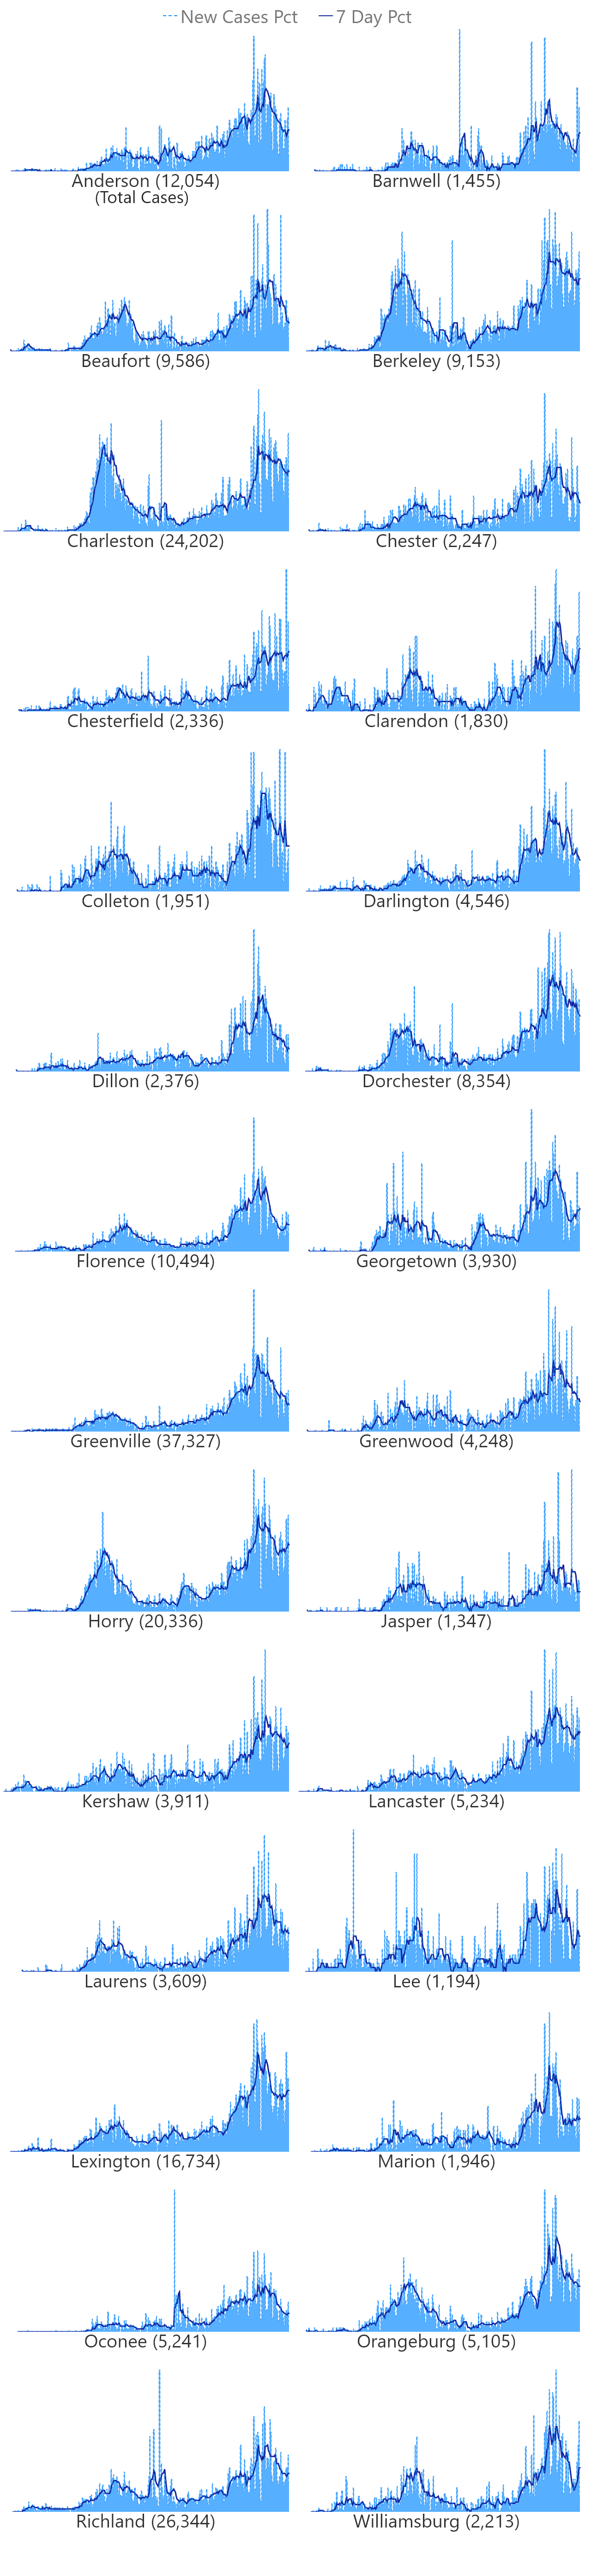 New Cases Pct 7 Day Pct
Anderson (12,054) Barnwell (1,455)
(Total Cases)
Beaufort (9,586) Berkeley (9,153)
Charleston (24,202) Chester (2,247)
Chesterfield (2,336) Clarendon (1,830)
Colleton (1,951) Darlington (4,546)
Dillon (2,376) Dorchester (8,354)
Florence (10,494) Georgetown (3,930)
Greenville (37,327) Greenwood (4,248)
Horry (20,336) Jasper (1,347)
Kershaw (3,911) Lancaster (5,234)
Laurens (3,609) Lee (1,194)
Lexington (16,734) Marion (1,946)
Oconee (5,241) Orangeburg (5,105)
Richland (26,344) Williamsburg (2,213)